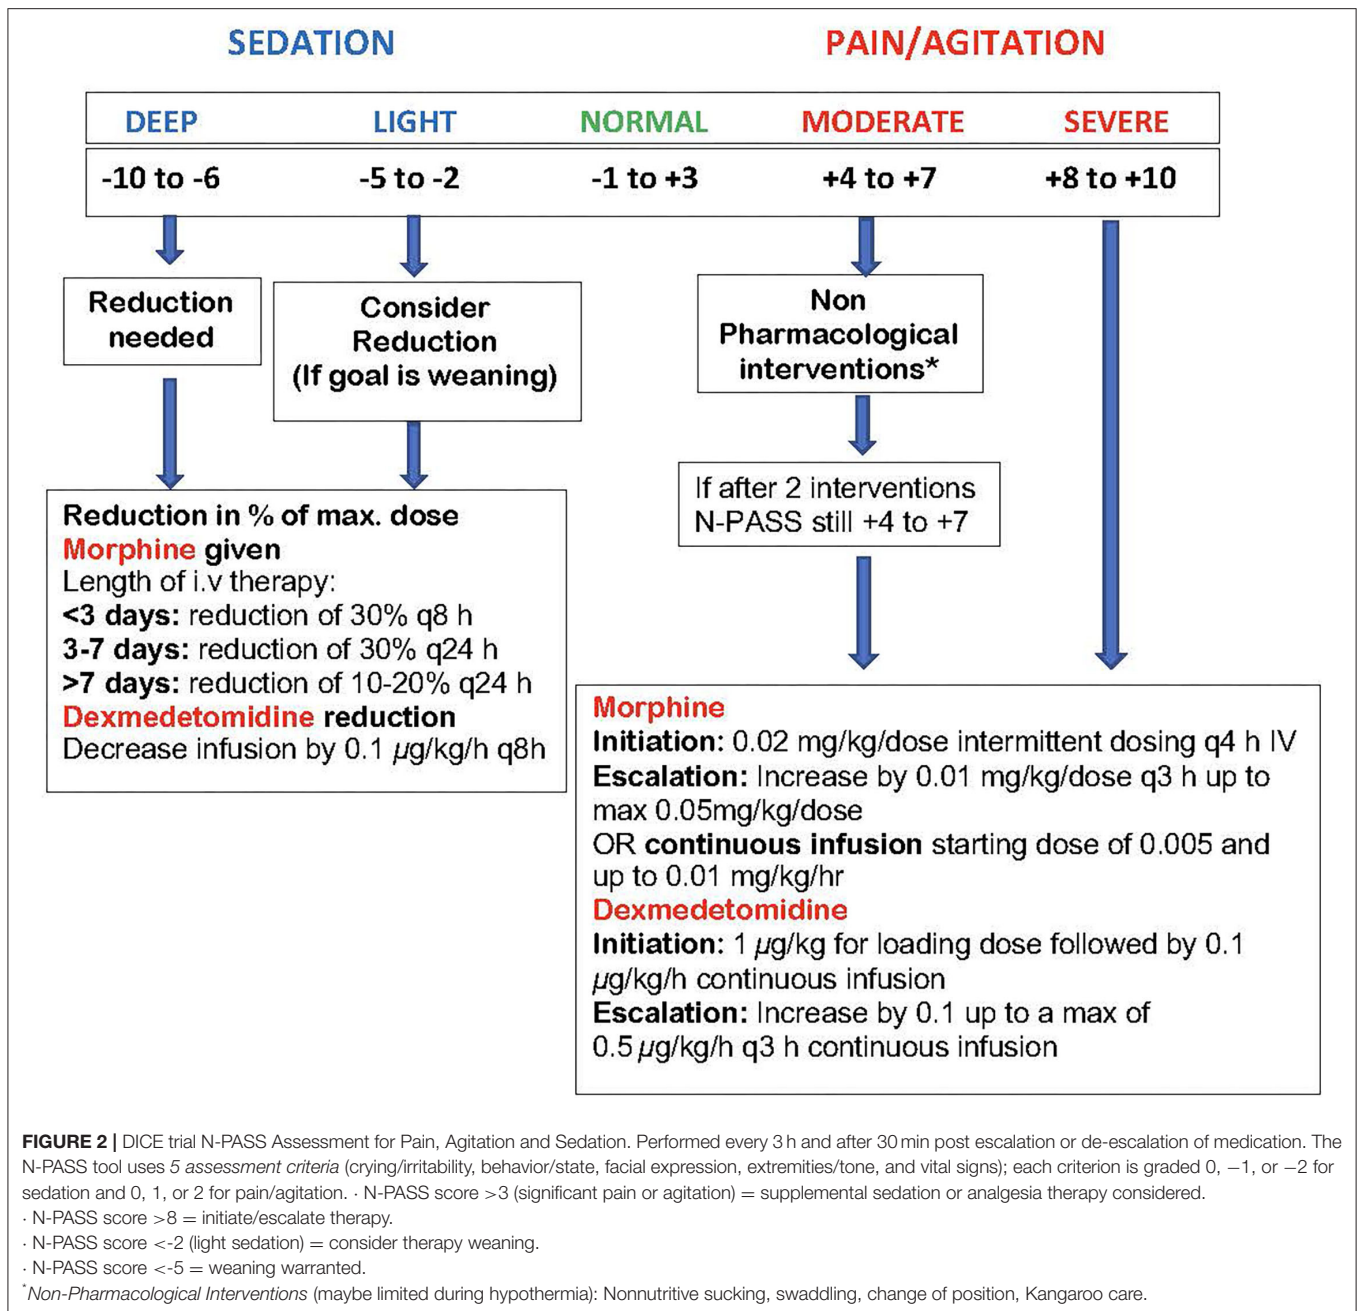 SEDATION
PAIN/AGITATION
DEEP
LIGHT
NORMAL
MODERATE
SEVERE
-10 to -6
-5 to -2
-1 to +3
+4 to +7
+8 to +10
Reduction
needed
Consider
Reduction
(If goal is weaning)
Non
Pharmacological
interventions*
If after 2 interventions
N-PASS still +4 to +7
Reduction in % of max. dose
Morphine given
Length of i.v therapy:
<3 days: reduction of 30% q8 h
3-7 days: reduction of 30% q24 h
>7 days: reduction of 10-20% q24 h
Dexmedetomidine reduction
Decrease infusion by 0.1 µg/kg/h q8h
Morphine
Initiation: 0.02 mg/kg/dose intermittent dosing q4 h IV
Escalation: Increase by 0.01 mg/kg/dose q3 h up to
max 0.05mg/kg/dose
OR continuous infusion starting dose of 0.005 and
up to 0.01 mg/kg/hr
Dexmedetomidine
Initiation: 1 µg/kg for loading dose followed by 0.1
µg/kg/h continuous infusion
Escalation: Increase by 0.1 up to a max of
0.5 µg/kg/h q3 h continuous infusion
FIGURE 2 | DICE trial N-PASS Assessment for Pain, Agitation and Sedation. Performed every 3 h and after 30 min post escalation or de-escalation of medication. The
N-PASS tool uses 5 assessment criteria (crying/irritability, behavior/state, facial expression, extremities/tone, and vital signs); each criterion is graded 0, −1, or −2 for
sedation and 0, 1, or 2 for pain/agitation. · N-PASS score >3 (significant pain or agitation) = supplemental sedation or analgesia therapy considered.
· N-PASS score >8 = initiate/escalate therapy.
· N-PASS score <-2 (light sedation) = consider therapy weaning.
· N-PASS score <-5 = weaning warranted.
*Non-Pharmacological Interventions (maybe limited during hypothermia): Nonnutritive sucking, swaddling, change of position, Kangaroo care.